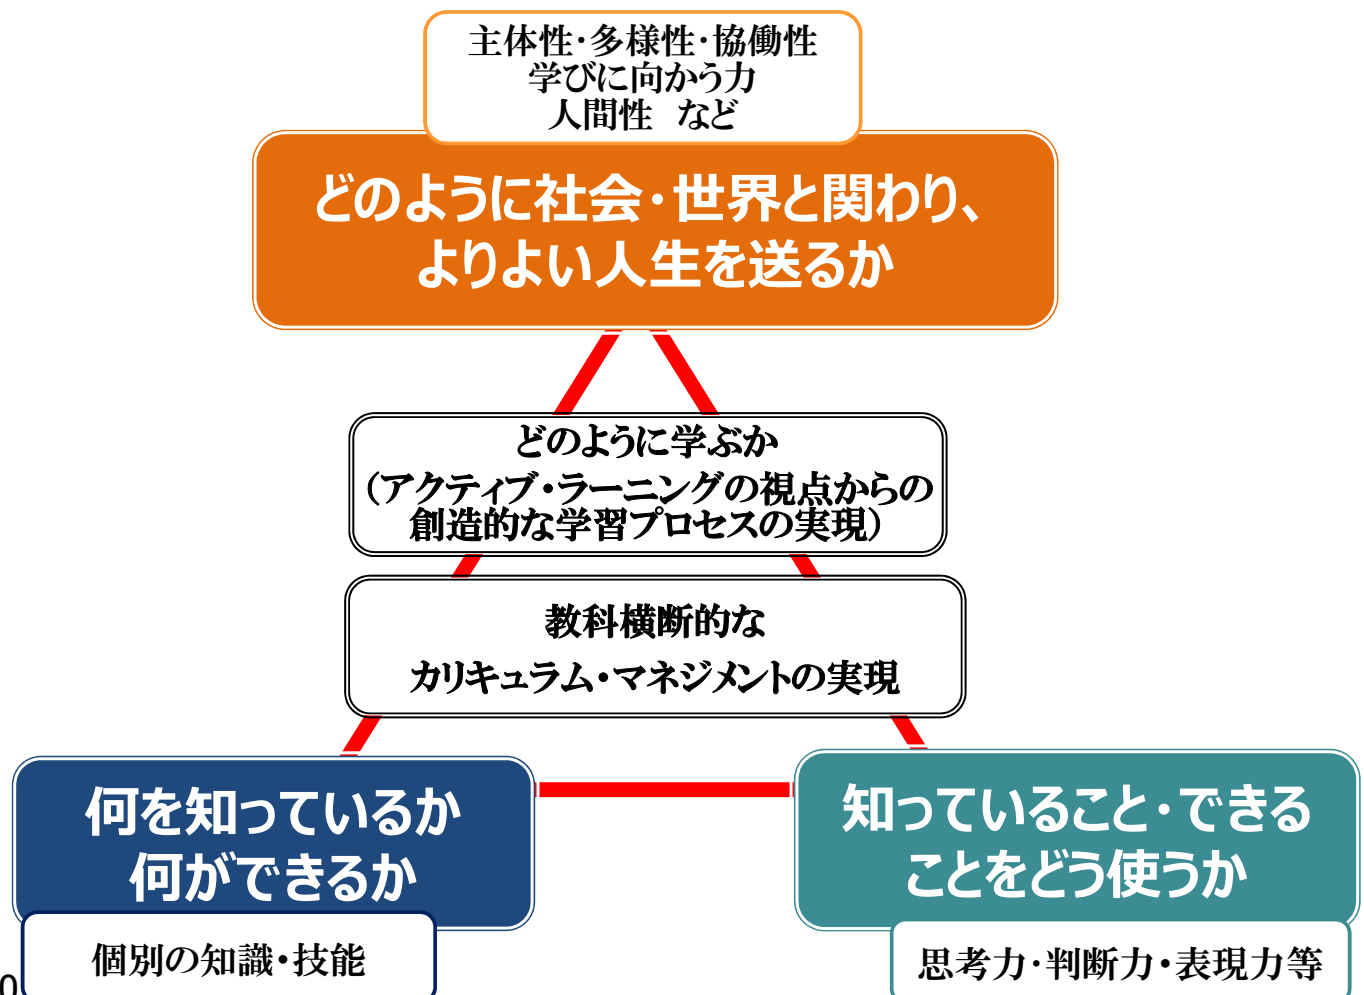 主体性・多様性・協働性
学びに向かう力
人間性　など
どのように社会・世界と関わり、
よりよい人生を送るか
どのように学ぶか
（アクティブ・ラーニングの視点からの
創造的な学習プロセスの実現）
教科横断的な
カリキュラム・マネジメントの実現
何を知っているか
何ができるか
個別の知識・技能
知っていること・できる
ことをどう使うか
思考力・判断力・表現力等
0